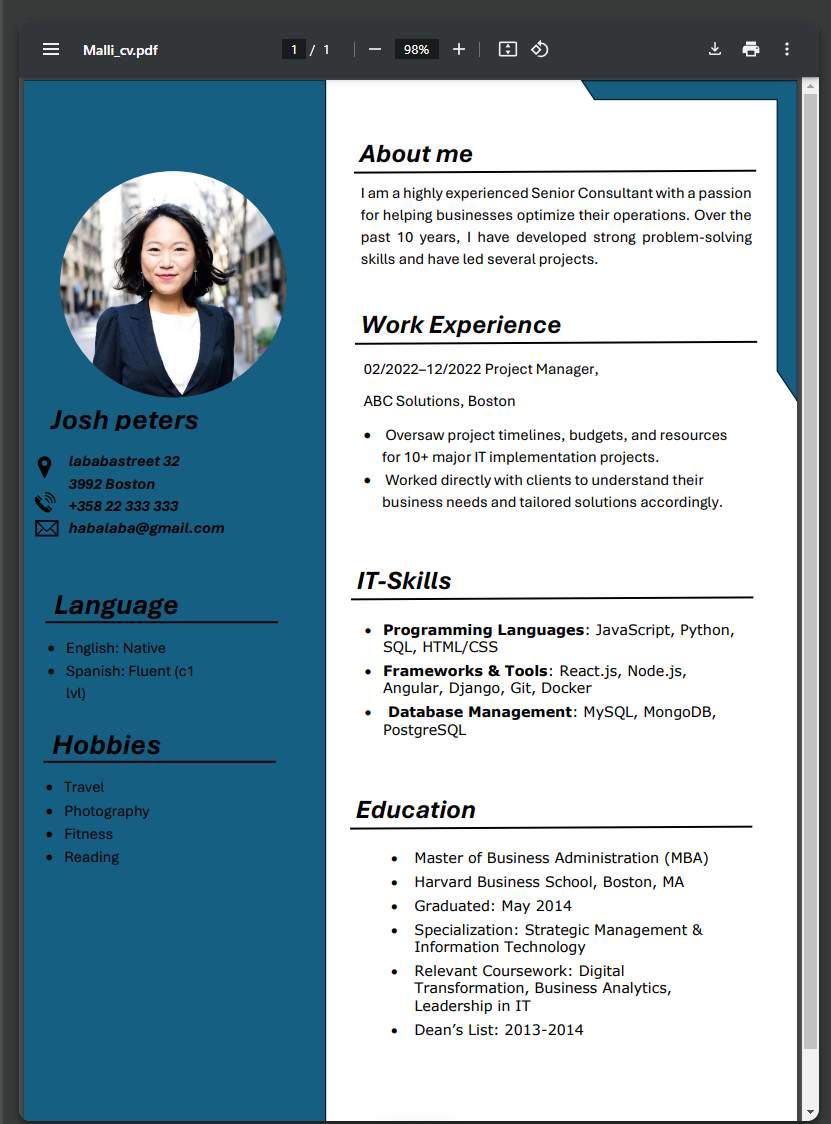 Malli_cv.pdf
1 / 1
98%
Josh peters
lababastreet 32
3992 Boston
+358 22 333 333
habalaba@gmail.com
Language
• English: Native
• Spanish: Fluent (c1
lvl)
Hobbies
• Travel
• Photography
• Fitness
• Reading
About me
I am a highly experienced Senior Consultant with a passion
for helping businesses optimize their operations. Over the
past 10 years, I have developed strong problem-solving
skills and have led several projects.
Work Experience
02/2022–12/2022 Project Manager,
ABC Solutions, Boston
• Oversaw project timelines, budgets, and resources
for 10+ major IT implementation projects.
• Worked directly with clients to understand their
business needs and tailored solutions accordingly.
IT-Skills
• Programming Languages: JavaScript, Python,
SQL, HTML/CSS
• Frameworks & Tools: React.js, Node.js,
Angular, Django, Git, Docker
• Database Management: MySQL, MongoDB,
PostgreSQL
Education
• Master of Business Administration (MBA)
• Harvard Business School, Boston, MA
• Graduated: May 2014
• Specialization: Strategic Management &
Information Technology
• Relevant Coursework: Digital
Transformation, Business Analytics,
Leadership in IT
• Dean’s List: 2013-2014